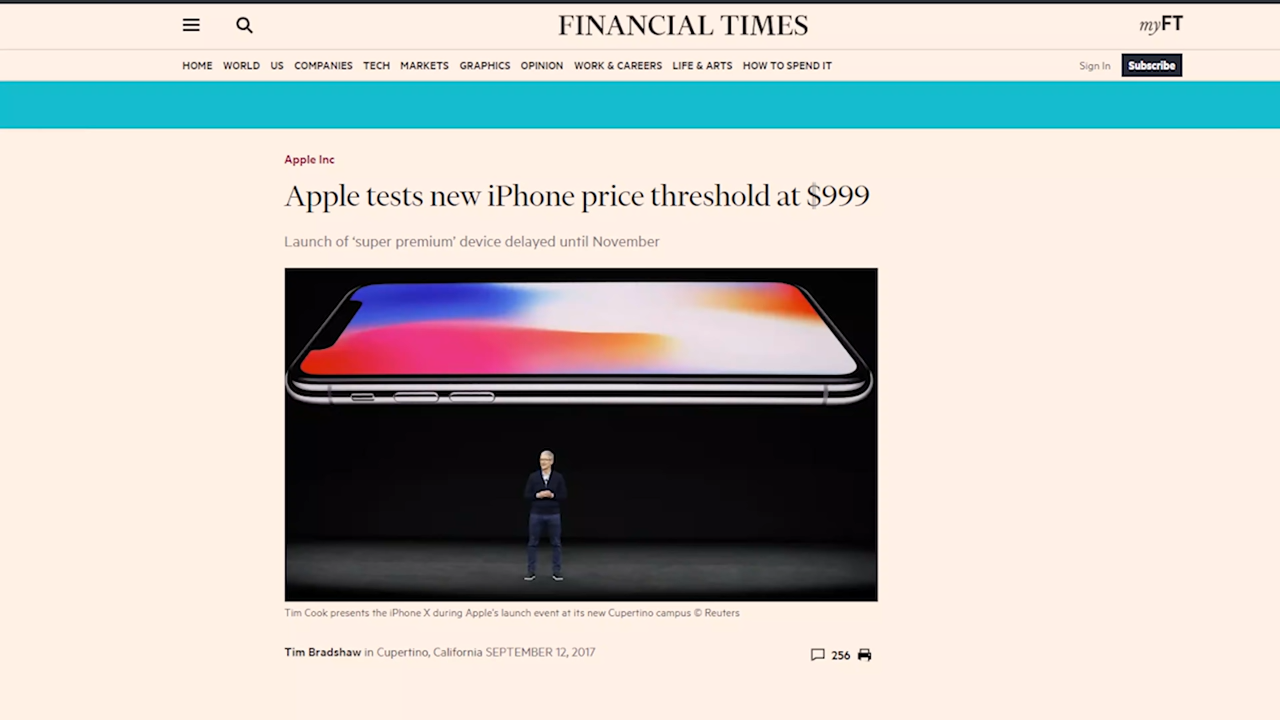 FINANCIAL TIMES
myFT
HOME WORLD US COMPANIES TECH MARKETS GRAPHICS OPINION WORK & CAREERS LIFE & ARTS HOW TO SPEND IT
Sign In Subscribe
Apple Inc
Apple tests new iPhone price threshold at $999
Launch of ‘super premium’ device delayed until November
Tim Cook presents the iPhone X during Apple's launch event at its new Cupertino campus © Reuters
Tim Bradshaw in Cupertino, California SEPTEMBER 12, 2017
256